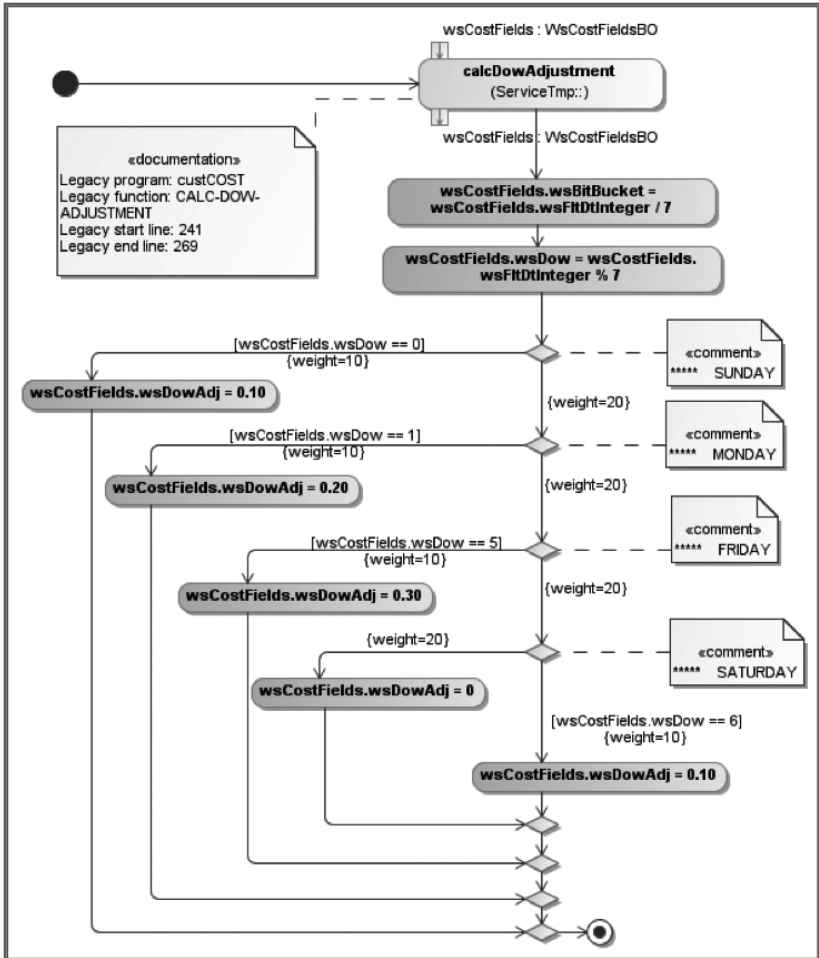 wsCostFields : WsCostFieldsBO
calcDowAdjustment
(ServiceTmp::)
wsCostFields : WsCostFieldsBO
«documentation»
Legacy program: custCOST
Legacy function: CALC-DOW-
ADJUSTMENT
Legacy start line: 241
Legacy end line: 269
wsCostFields.wsBitBucket =
wsCostFields.wsFltDtInteger / 7
wsCostFields.wsDow = wsCostFields.
wsFltDtInteger % 7
[wsCostFields.wsDow == 0]
{weight=10}
«comment»
***** SUNDAY
wsCostFields.wsDowAdj = 0.10
{weight=20}
[wsCostFields.wsDow == 1]
{weight=10}
«comment»
***** MONDAY
wsCostFields.wsDowAdj = 0.20
{weight=20}
[wsCostFields.wsDow == 5]
{weight=10}
«comment»
***** FRIDAY
wsCostFields.wsDowAdj = 0.30
{weight=20}
{weight=20}
«comment»
***** SATURDAY
wsCostFields.wsDowAdj = 0
[wsCostFields.wsDow == 6]
{weight=10}
wsCostFields.wsDowAdj = 0.10